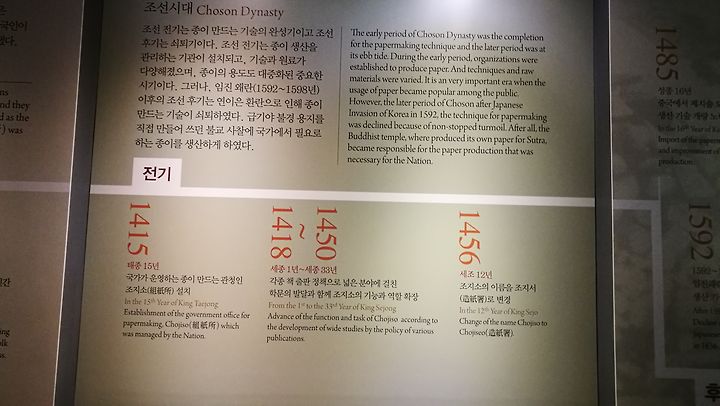 조선시대 Choson Dynasty
조선 전기는 종이 만드는 기술의 완성기이고 조선
후기는 쇠퇴기이다. 조선 전기에는 종이 생산을
관리하는 기관이 설치되고, 기술과 원료가
다양해졌으며, 종이의 용도도 대중화된 중요한
시기이다. 그러나, 임진 왜란(1592~1598년)
이후의 조선 후기는 연이은 환란으로 인해 종이
만드는 기술이 쇠퇴하였다. 급기야 불경 용지를
직접 만들어 쓰던 불교 사찰에 국가에서 필요로
하는 종이를 생산하게 하였다.
The early period of Choson Dynasty was the completion
for the papermaking technique and the later period was at
its ebb tide. During the early period, organizations were
established to produce paper. And techniques and raw
materials were varied. It is an very important era when the
usage of paper became popular among the public.
However, the later period of Choson after Japanese
Invasion of Korea in 1592, the technique for papermaking
was declined because of non-stopped turmoil. After all, the
Buddhist temple, where produced its own paper for Sutra,
became responsible for the paper production that was
necessary for the Nation.
전기
1415
태종 15년
국가가 운영하는 종이 만드는 관청인
조지소(組紙所) 설치
In the 15th Year of King Taejong
Establishment of the government office for
papermaking, Chojiso(組紙所) which
was managed by the Nation.
1418 ~ 1450
세종 1년~세종 33년
각종 책 출판 정책으로 넓은 분야에 걸친
학문의 발달과 함께 조지소의 기능과 역할 확장
From the 1st to the 33rd Year of King Sejong
Advance of the function and task of Chojiso according to
the development of wide studies by the policy of various
publications.
1456
세조 12년
조지소의 이름을 조지서
(造紙署)로 변경
In the 12th Year of King Sejo
Change of the name Chojiso to
Chojiseo(造紙署).
1485
성종 16년
In the 16th Year of
Import of the
production.
1592